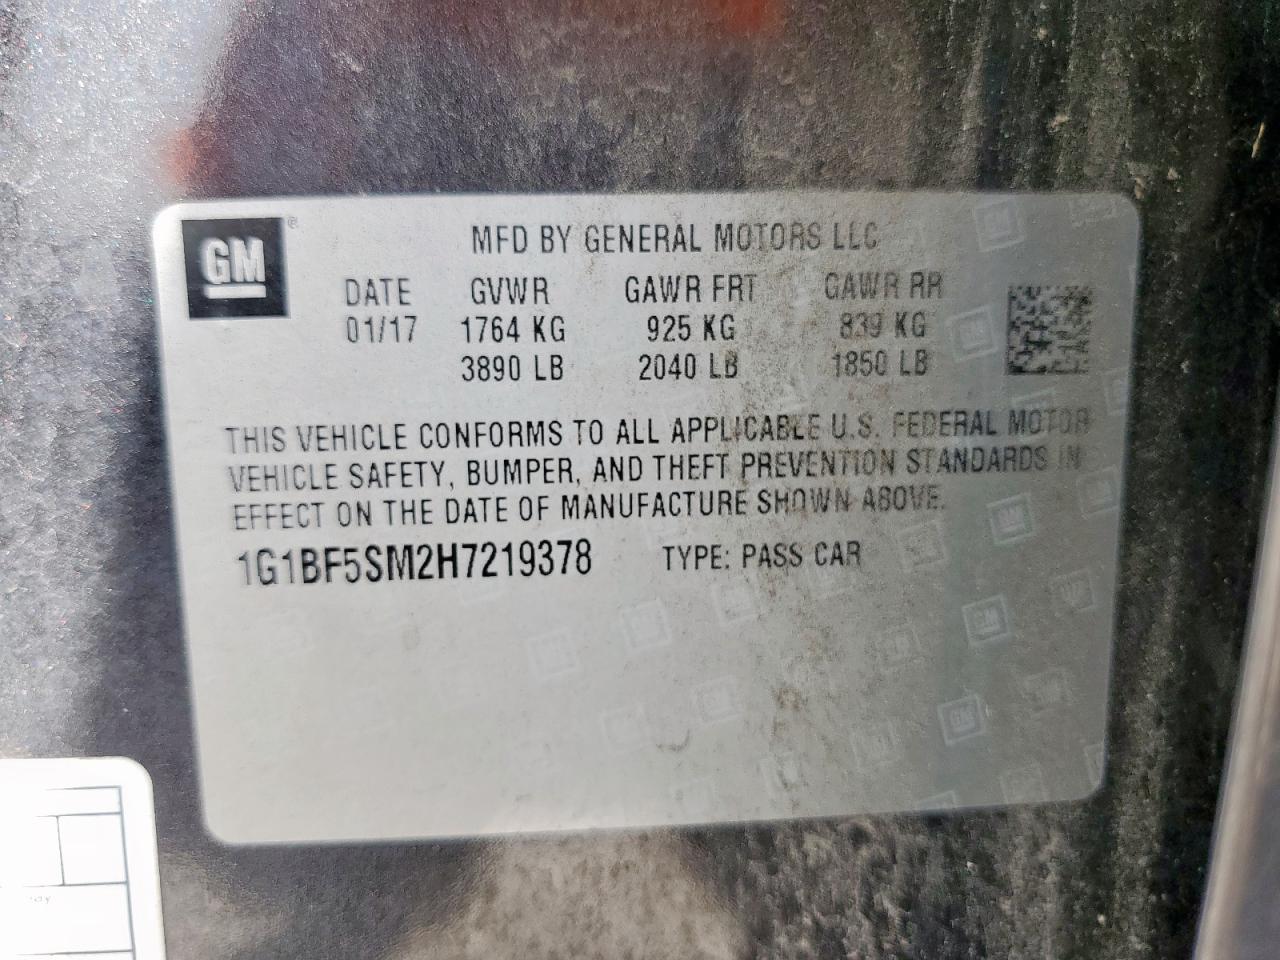 GM
MFD BY GENERAL MOTORS LLC
DATE GVWR GAWR FRT GAWR RR
01/17 1764 KG 925 KG 839 KG
3890 LB 2040 LB 1850 LB
THIS VEHICLE CONFORMS TO ALL APPLICABLE U.S. FEDERAL MOTOR
VEHICLE SAFETY, BUMPER, AND THEFT PREVENTION STANDARDS IN
EFFECT ON THE DATE OF MANUFACTURE SHOWN ABOVE.
1G1BF5SM2H7219378 TYPE: PASS CAR